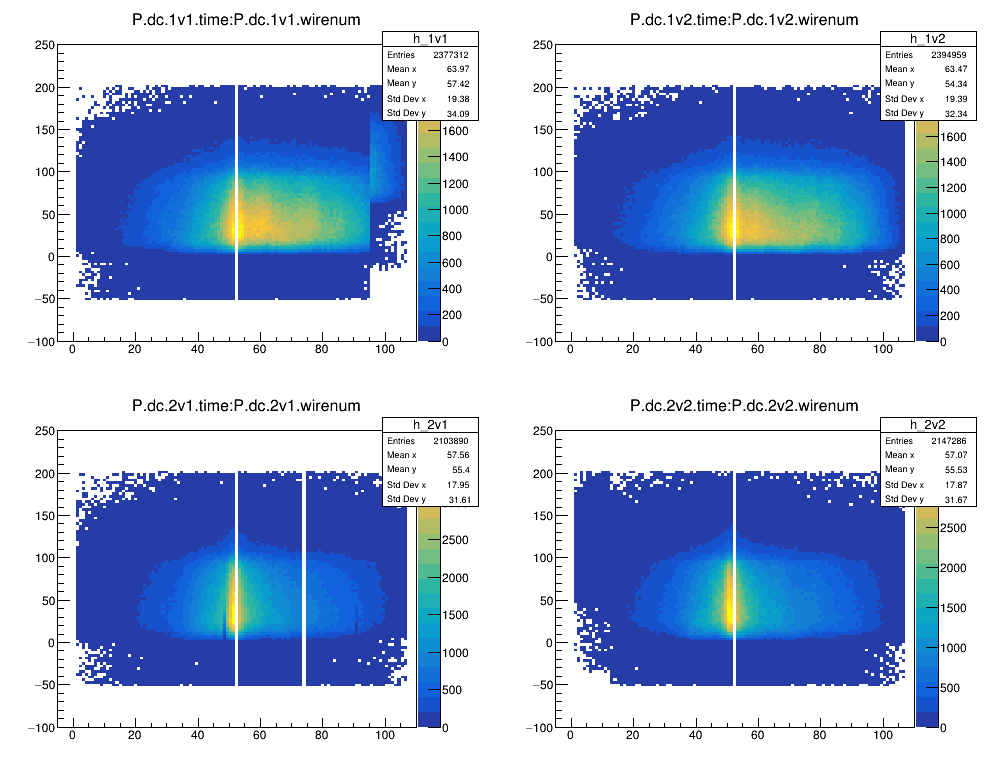 P.dc.1v1.time:P.dc.1v1.wirenum
h_1v1
Entries 2377312
Mean x 63.97
Mean y 57.42
Std Dev x 19.38
Std Dev y 34.09
250
200
150
100
50
0
−50
−100
0 20 40 60 80 100
1600
1400
1200
1000
800
600
400
200
0
P.dc.1v2.time:P.dc.1v2.wirenum
h_1v2
Entries 2394959
Mean x 63.47
Mean y 54.34
Std Dev x 19.39
Std Dev y 32.34
250
200
150
100
50
0
−50
−100
0 20 40 60 80 100
1600
1400
1200
1000
800
600
400
200
0
P.dc.2v1.time:P.dc.2v1.wirenum
h_2v1
Entries 2103890
Mean x 57.56
Mean y 55.4
Std Dev x 17.95
Std Dev y 31.61
250
200
150
100
50
0
−50
−100
0 20 40 60 80 100
2500
2000
1500
1000
500
0
P.dc.2v2.time:P.dc.2v2.wirenum
h_2v2
Entries 2147286
Mean x 57.07
Mean y 55.53
Std Dev x 17.87
Std Dev y 31.67
250
200
150
100
50
0
−50
−100
0 20 40 60 80 100
2500
2000
1500
1000
500
0